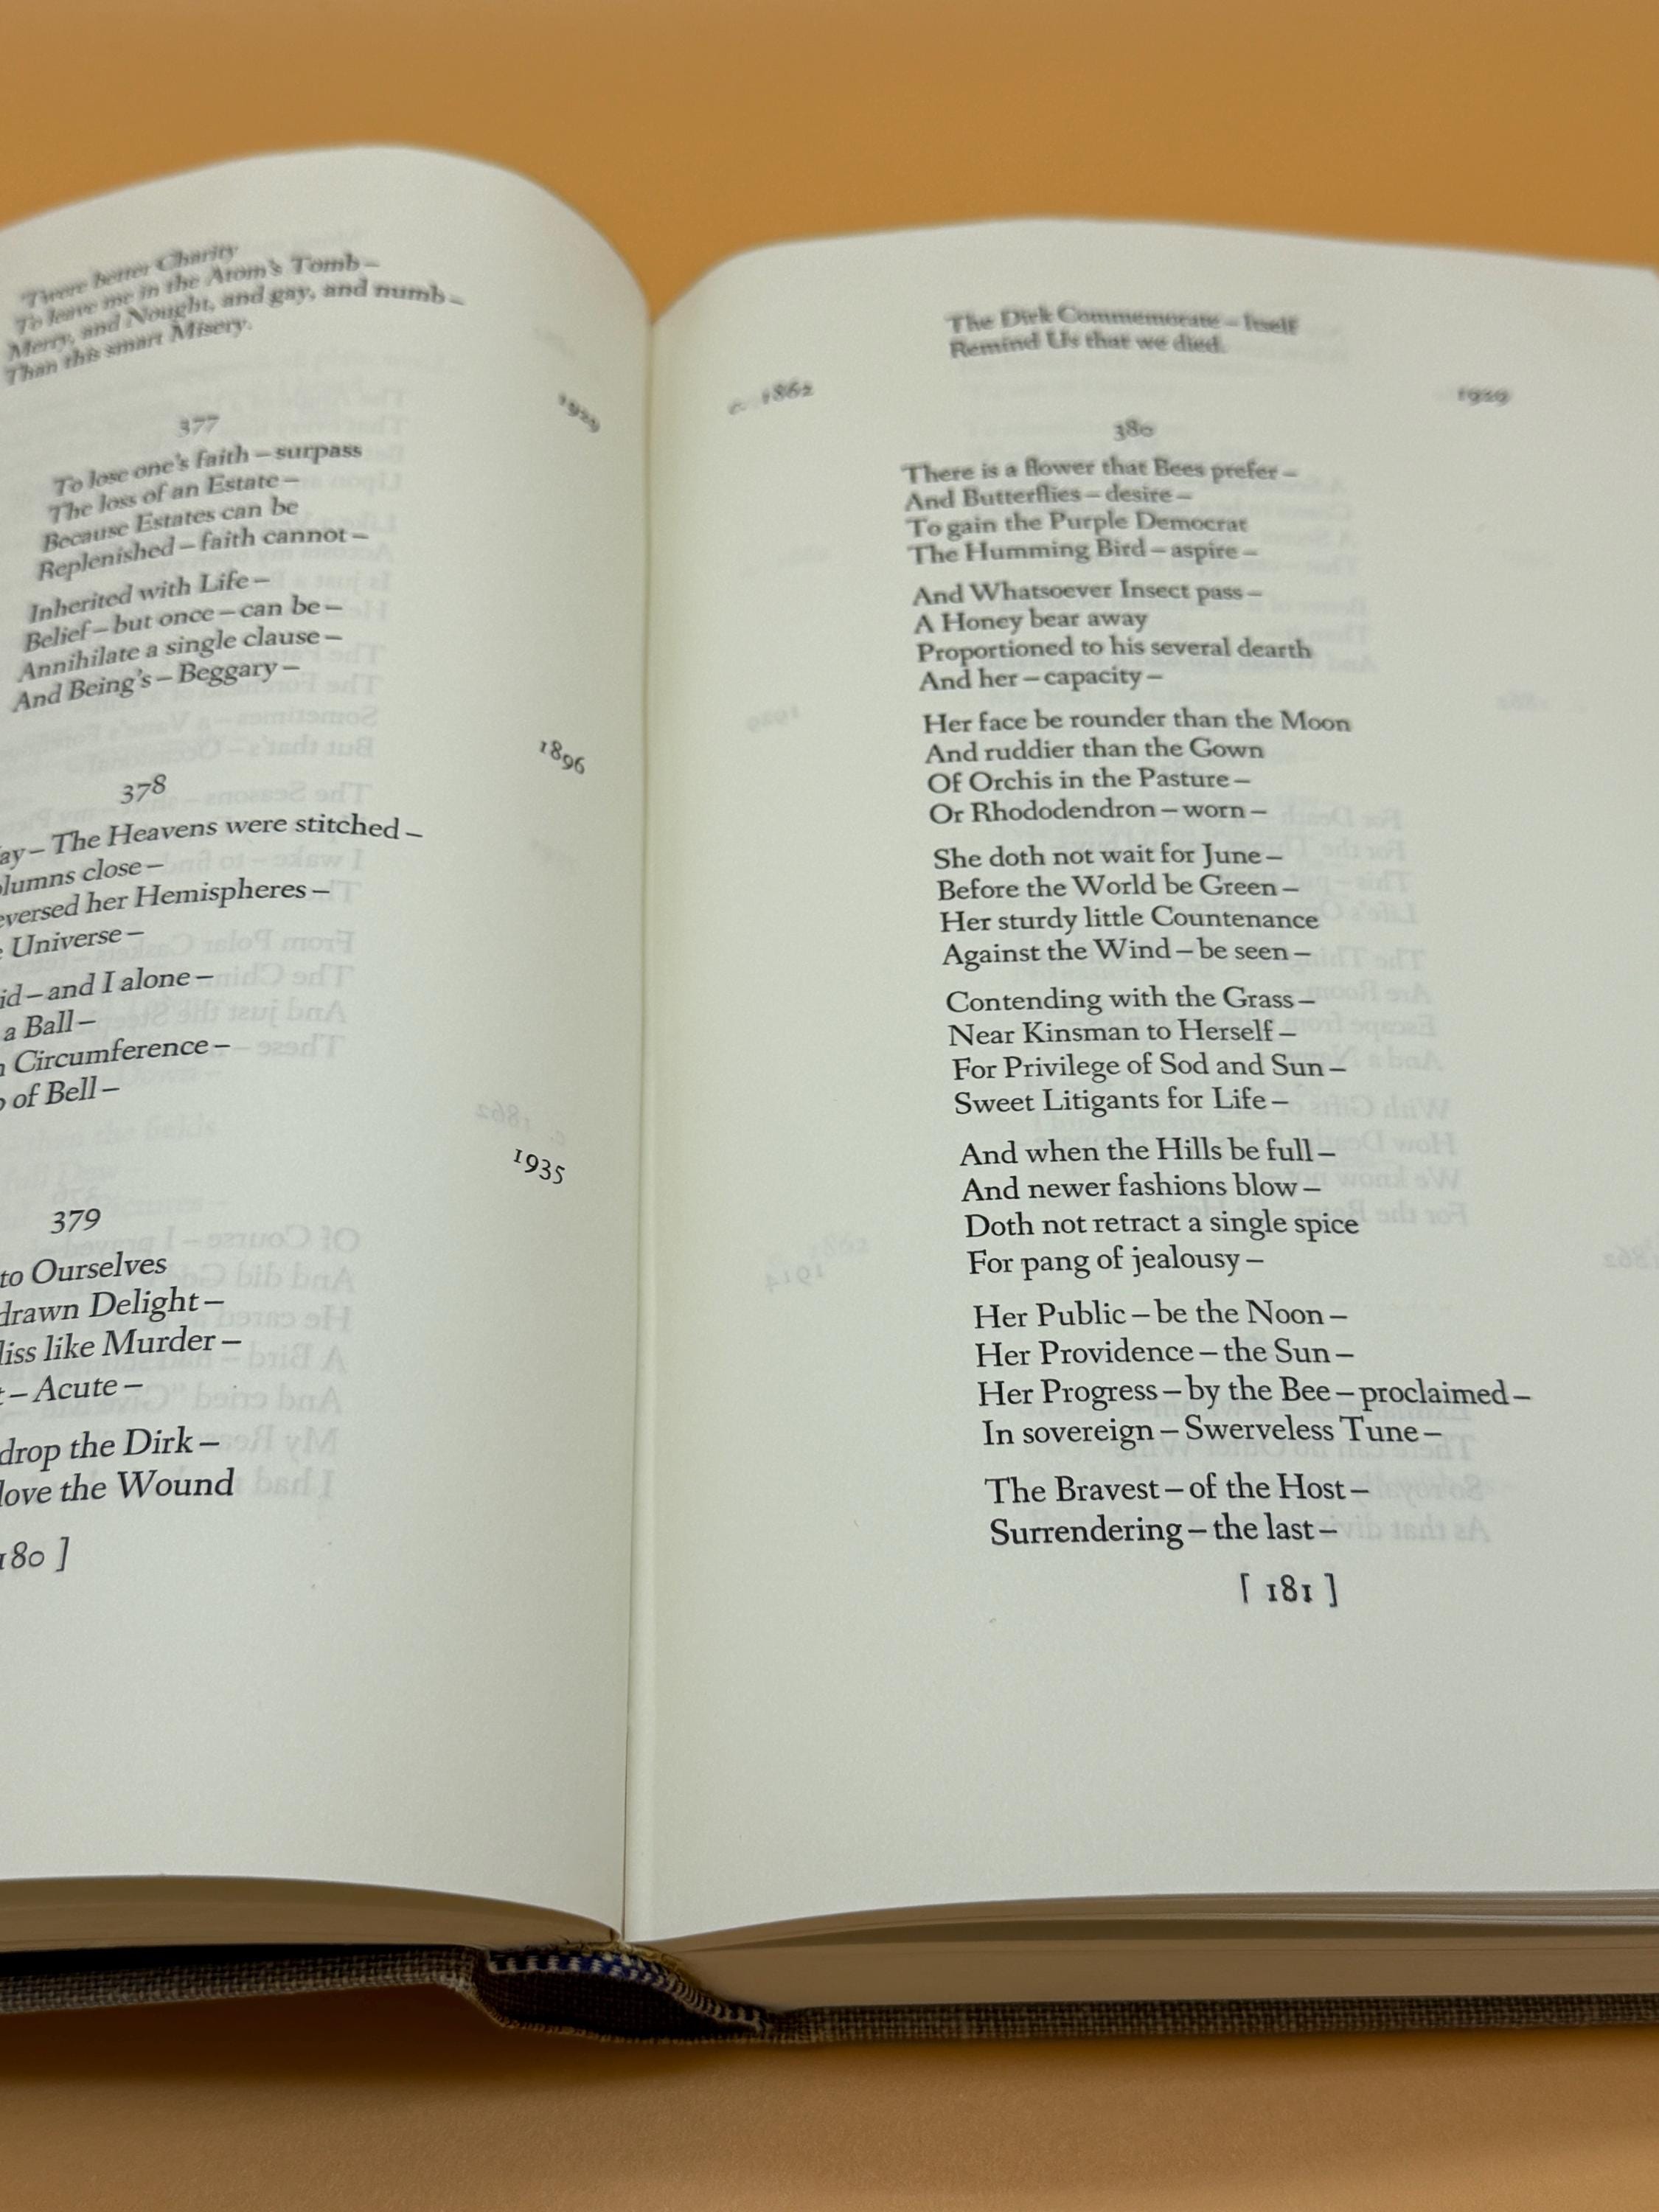 'Twere better Charity
To leave me in the Atom's Tomb –
Merry, and Nought, and gay, and numb –
Than this smart Misery.
1929
377
To lose one's faith – surpass
The loss of an Estate –
Because Estates can be
Replenished – faith cannot –
Inherited with Life –
Belief – but once – can be –
Annihilate a single clause –
And Being's – Beggary –
1896
378
ay – The Heavens were stitched –
lumns close –
eversed her Hemispheres –
Universe –
id – and I alone –
a Ball –
Circumference –
of Bell –
1935
379
to Ourselves
drawn Delight –
liss like Murder –
– Acute –
drop the Dirk –
love the Wound
180 ]
The Dirk Commemorate – Itself
Remind Us that we died.
c. 1862
1929
380
There is a flower that Bees prefer –
And Butterflies – desire –
To gain the Purple Democrat
The Humming Bird – aspire –
And Whatsoever Insect pass –
A Honey bear away
Proportioned to his several dearth
And her – capacity –
Her face be rounder than the Moon
And ruddier than the Gown
Of Orchis in the Pasture –
Or Rhododendron – worn –
She doth not wait for June –
Before the World be Green –
Her sturdy little Countenance
Against the Wind – be seen –
Contending with the Grass –
Near Kinsman to Herself –
For Privilege of Sod and Sun –
Sweet Litigants for Life –
And when the Hills be full –
And newer fashions blow –
Doth not retract a single spice
For pang of jealousy –
Her Public – be the Noon –
Her Providence – the Sun –
Her Progress – by the Bee – proclaimed –
In sovereign – Swerveless Tune –
The Bravest – of the Host –
Surrendering – the last –
[ 181 ]